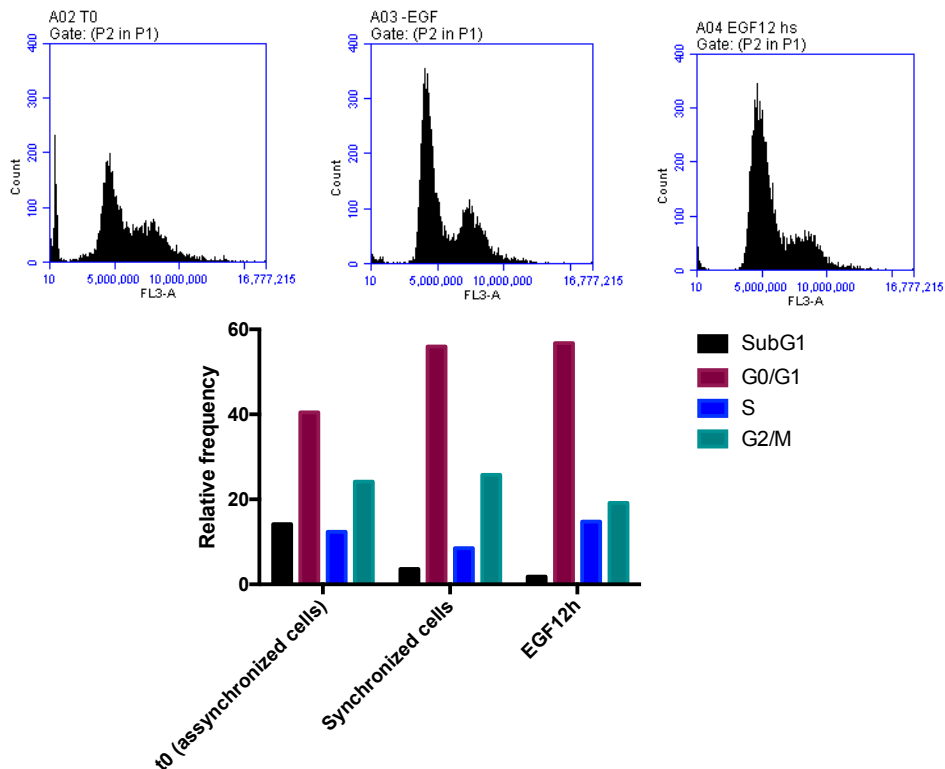 A02 T0
Gate: (P2 in P1)
400
300
200
100
0
Count
10
5,000,000
10,000,000
16,777,215
FL3-A
A03 -EGF
Gate: (P2 in P1)
400
300
200
100
0
Count
10
5,000,000
10,000,000
16,777,215
FL3-A
A04 EGF12 hs
Gate: (P2 in P1)
400
300
200
100
0
Count
10
5,000,000
10,000,000
16,777,215
FL3-A
60
40
20
0
Relative frequency
t0 (assynchronized cells)
Synchronized cells
EGF12h
SubG1
G0/G1
S
G2/M